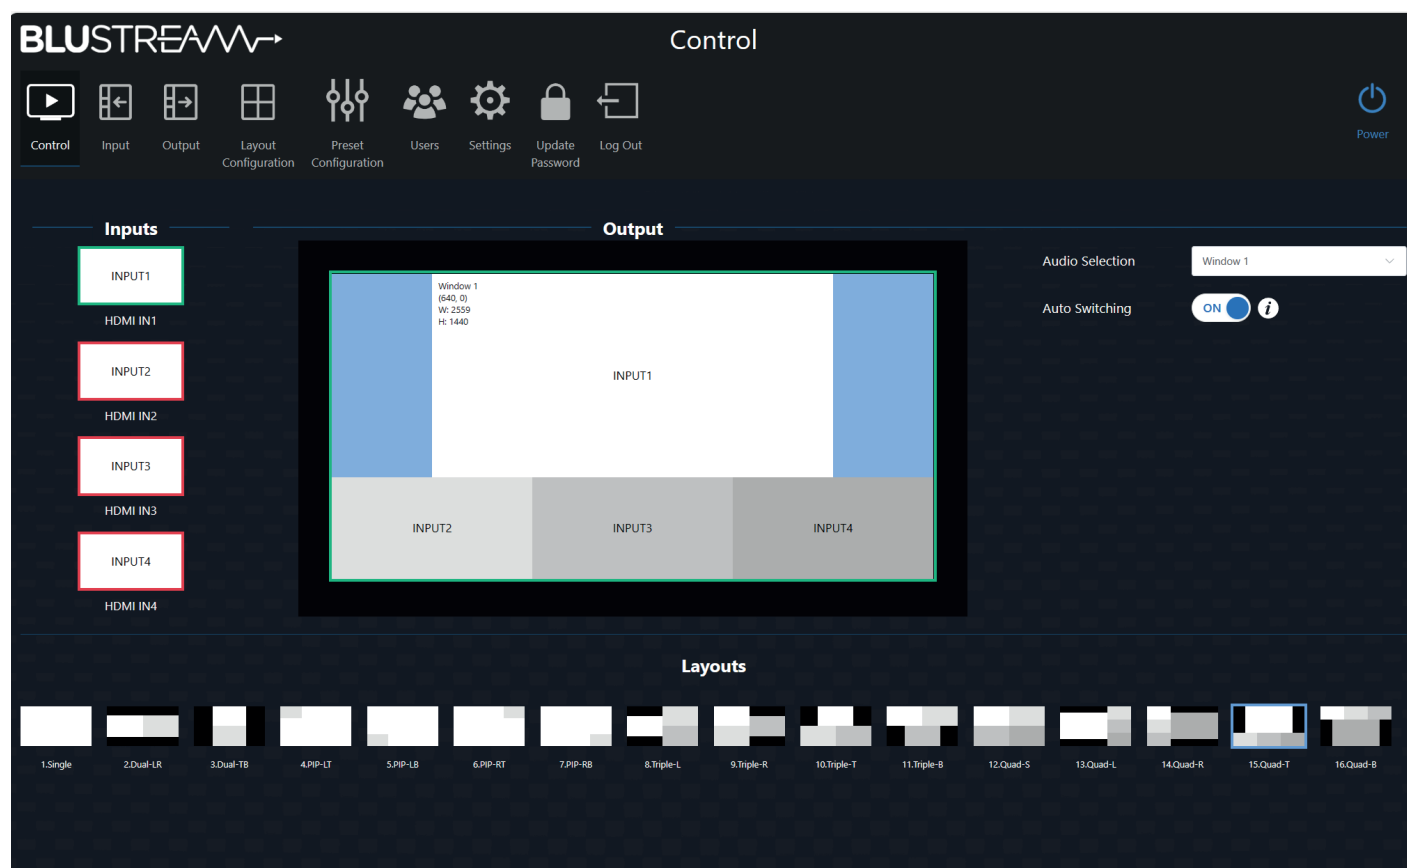 BLUSTREAM
Control
Control
Input
Output
Layout
Configuration
Preset
Configuration
Users
Settings
Update
Password
Log Out
Power
Inputs
INPUT1
HDMI IN1
INPUT2
HDMI IN2
INPUT3
HDMI IN3
INPUT4
HDMI IN4
Output
Window 1
(640, 0)
W: 2559
H: 1440
INPUT1
INPUT2
INPUT3
INPUT4
Audio Selection
Window 1
Auto Switching
ON
i
Layouts
1.Single
2.Dual-LR
3.Dual-TB
4.PIP-LT
5.PIP-LB
6.PIP-RT
7.PIP-RB
8.Triple-L
9.Triple-R
10.Triple-T
11.Triple-B
12.Quad-S
13.Quad-L
14.Quad-R
15.Quad-T
16.Quad-B